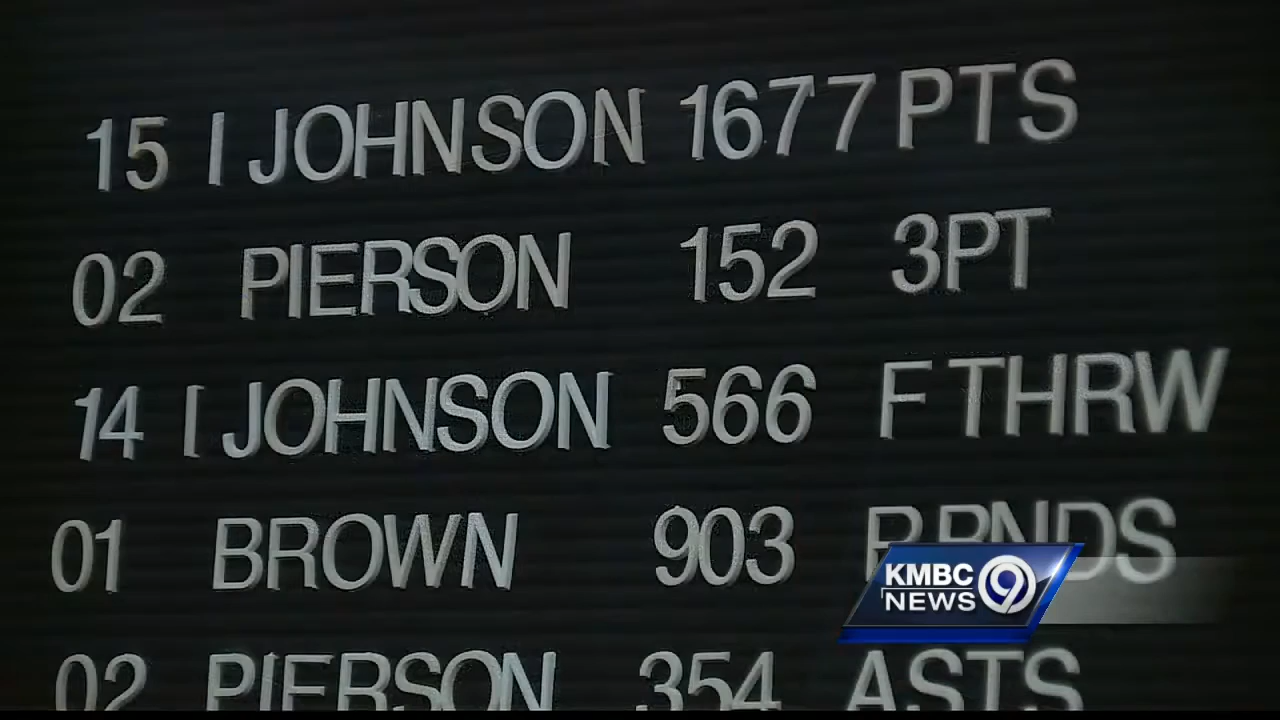 15 I JOHNSON 1677 PTS
02 PIERSON 152 3PT
14 I JOHNSON 566 F THRW
01 BROWN 903 R BNDS
02 PIERSON 354 ASTS
KMBC 9
NEWS